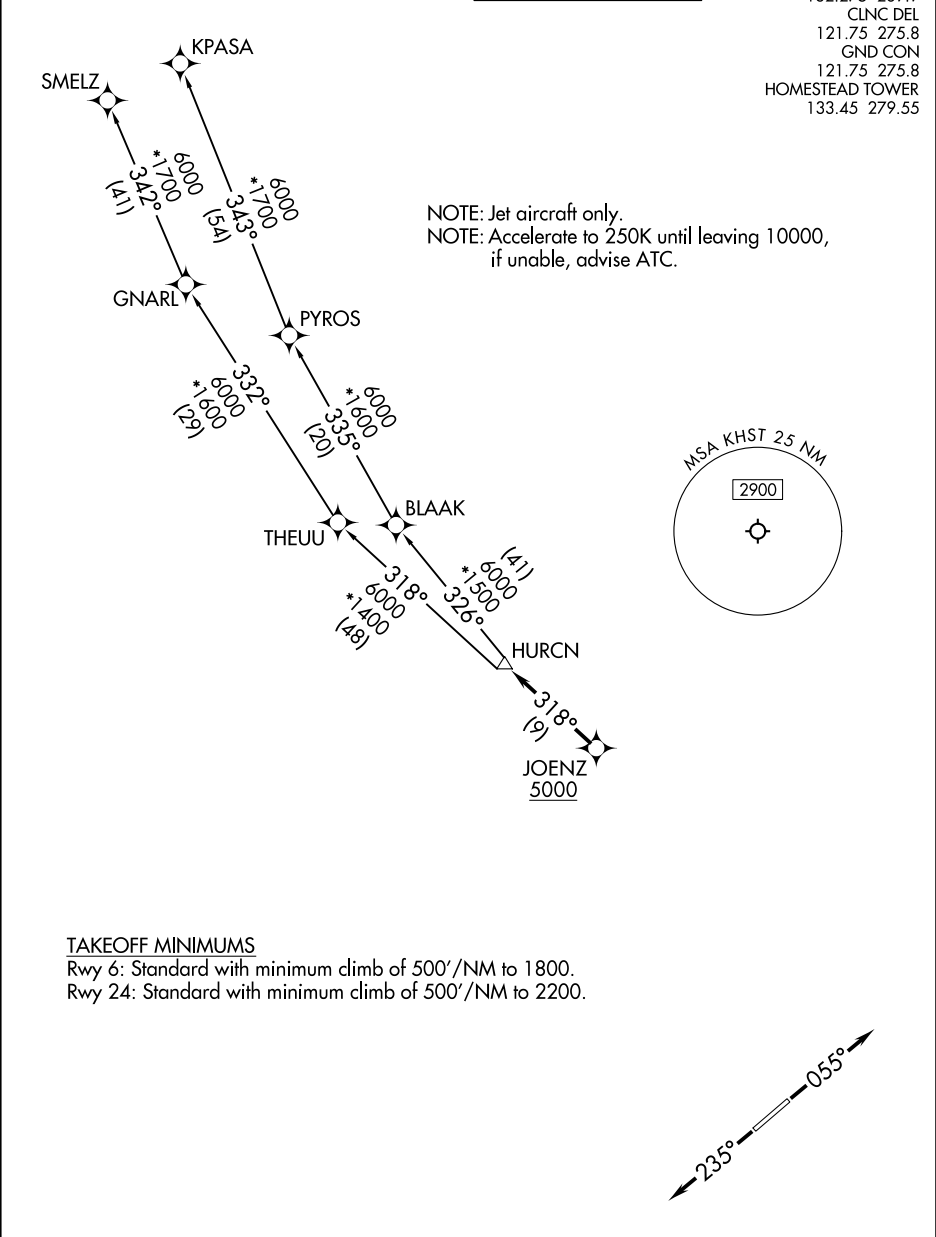 CLNC DEL
121.75 275.8
GND CON
121.75 275.8
HOMESTEAD TOWER
133.45 279.55
KPASA
SMELZ
6000
*1700
342°
(41)
6000
*1700
343°
(54)
NOTE: Jet aircraft only.
NOTE: Accelerate to 250K until leaving 10000,
if unable, advise ATC.
GNARL
PYROS
332°
6000
*1600
(29)
6000
*1600
335°
(20)
MSA KHST 25 NM
2900
THEUU
BLAAK
318°
6000
*1400
(48)
(41)
6000
*1500
326°
HURCN
318°
(9)
JOENZ
5000
TAKEOFF MINIMUMS
Rwy 6: Standard with minimum climb of 500'/NM to 1800.
Rwy 24: Standard with minimum climb of 500'/NM to 2200.
055°
235°